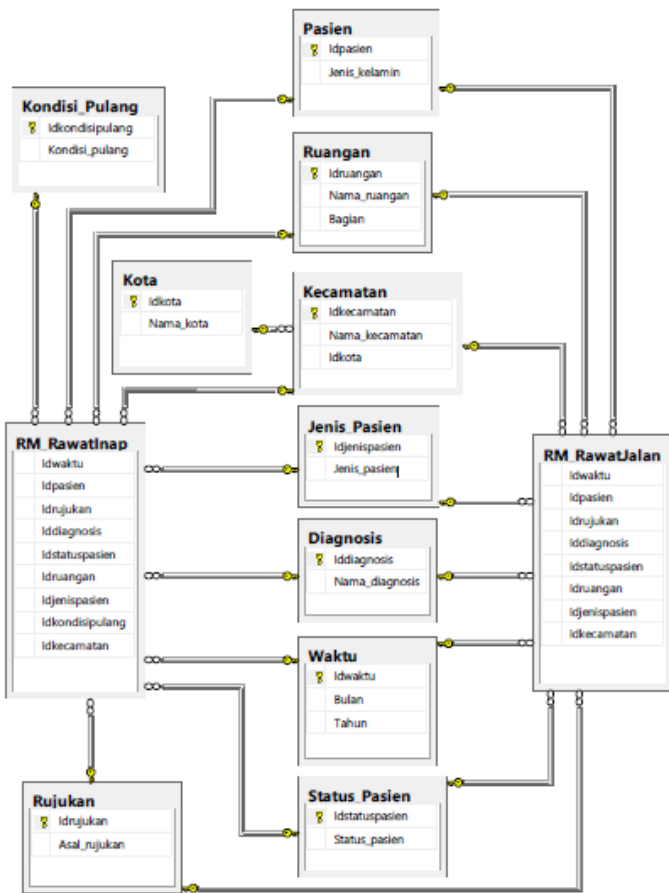 Pasien
Idpasien
Jenis_kelamin
Kondisi_Pulang
Idkondisipulang
Kondisi_pulang
Ruangan
Idruangan
Nama_ruangan
Bagian
Kota
Idkota
Nama_kota
Kecamatan
Idkecamatan
Nama_kecamatan
Idkota
RM_RawatInap
Idwaktu
Idpasien
Idrujukan
Iddiagnosis
Idstatuspasien
Idruangan
Idjenispasien
Idkondisipulang
Idkecamatan
Jenis_Pasien
Idjenispasien
Jenis_pasien
RM_RawatJalan
Idwaktu
Idpasien
Idrujukan
Iddiagnosis
Idstatuspasien
Idruangan
Idjenispasien
Idkecamatan
Diagnosis
Iddiagnosis
Nama_diagnosis
Waktu
Idwaktu
Bulan
Tahun
Rujukan
Idrujukan
Asal_rujukan
Status_Pasien
Idstatuspasien
Status_pasien